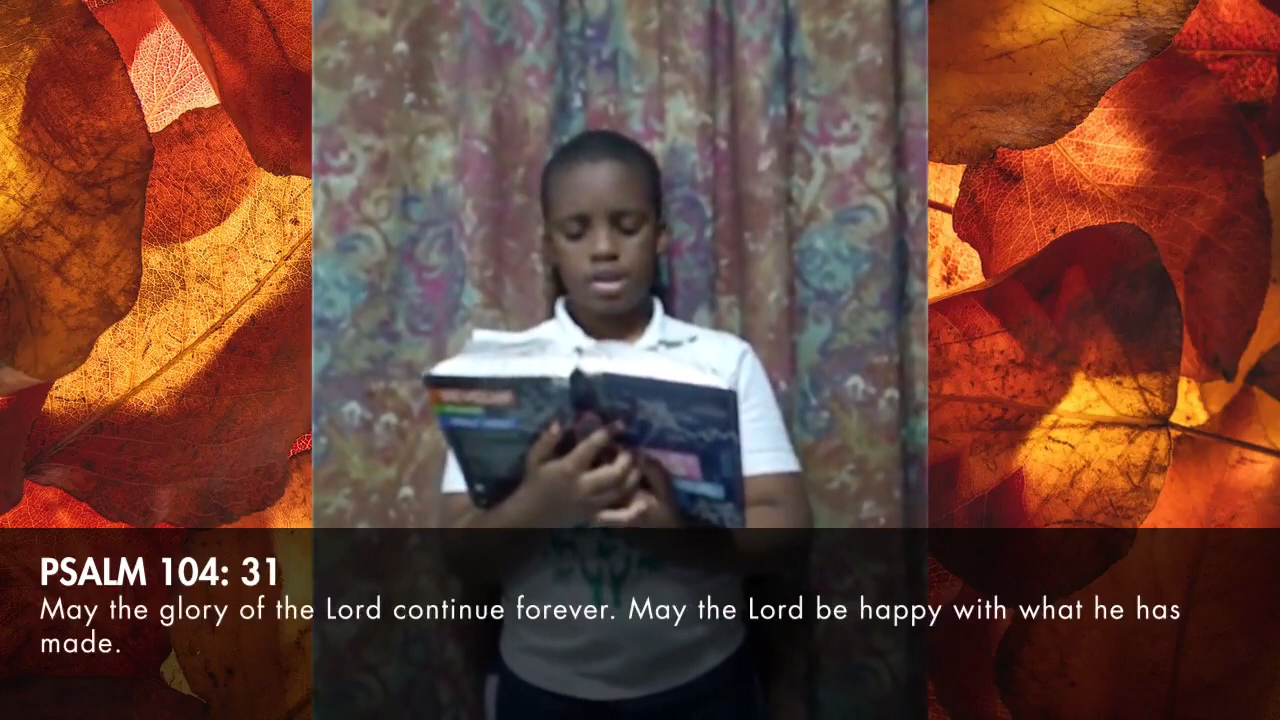 PSALM 104: 31
May the glory of the Lord continue forever. May the Lord be happy with what he has
made.